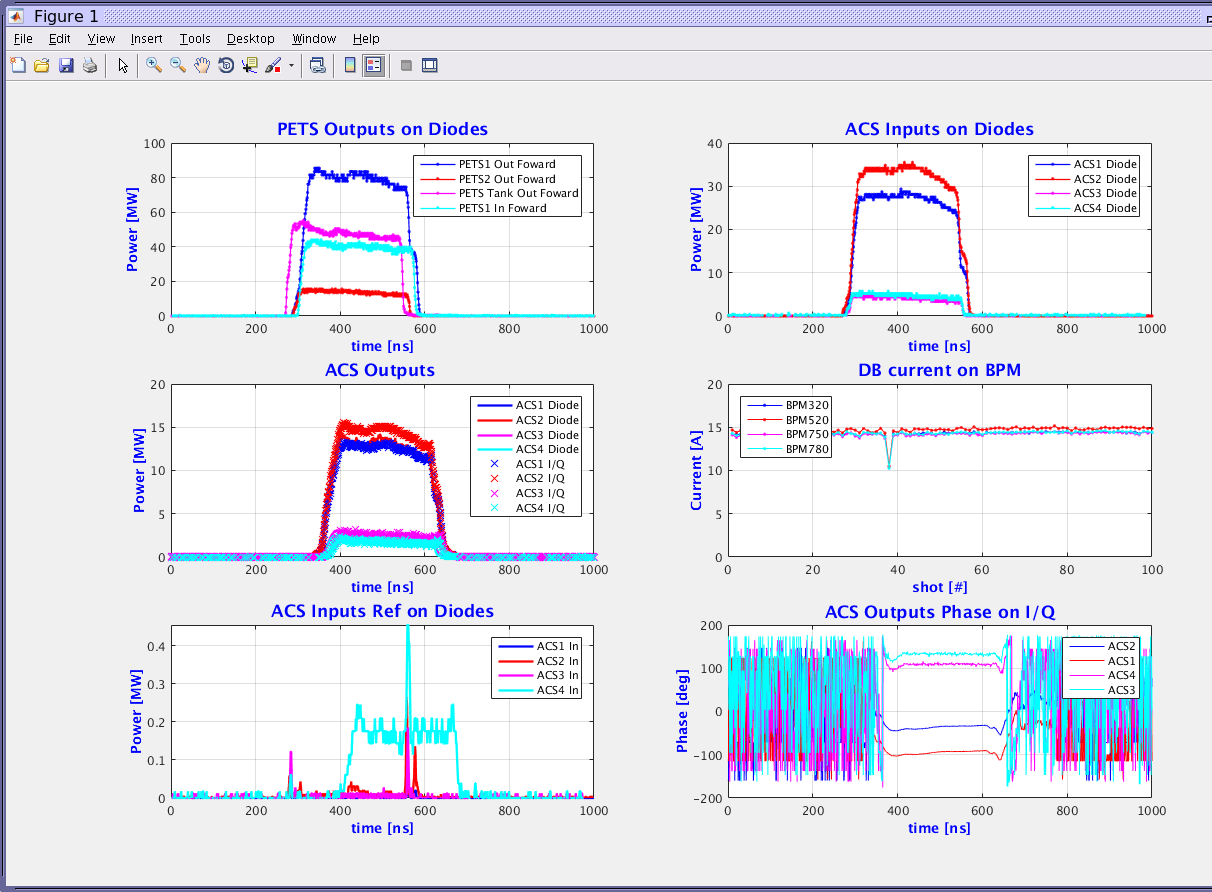 Figure 1
File Edit View Insert Tools Desktop Window Help
PETS Outputs on Diodes
Power [MW]
100
80
60
40
20
0
0 200 400 600 800 1000
time [ns]
PETS1 Out Foward
PETS2 Out Foward
PETS Tank Out Foward
PETS1 In Foward
ACS Inputs on Diodes
Power [MW]
40
30
20
10
0
0 200 400 600 800 1000
time [ns]
ACS1 Diode
ACS2 Diode
ACS3 Diode
ACS4 Diode
ACS Outputs
Power [MW]
20
15
10
5
0
0 200 400 600 800 1000
time [ns]
ACS1 Diode
ACS2 Diode
ACS3 Diode
ACS4 Diode
ACS1 I/Q
ACS2 I/Q
ACS3 I/Q
ACS4 I/Q
DB current on BPM
Current [A]
20
15
10
5
0
0 20 40 60 80 100
shot [#]
BPM320
BPM520
BPM750
BPM780
ACS Inputs Ref on Diodes
Power [MW]
0.4
0.3
0.2
0.1
0
0 200 400 600 800 1000
time [ns]
ACS1 In
ACS2 In
ACS3 In
ACS4 In
ACS Outputs Phase on I/Q
Phase [deg]
200
100
0
-100
-200
0 200 400 600 800 1000
time [ns]
ACS2
ACS1
ACS4
ACS3